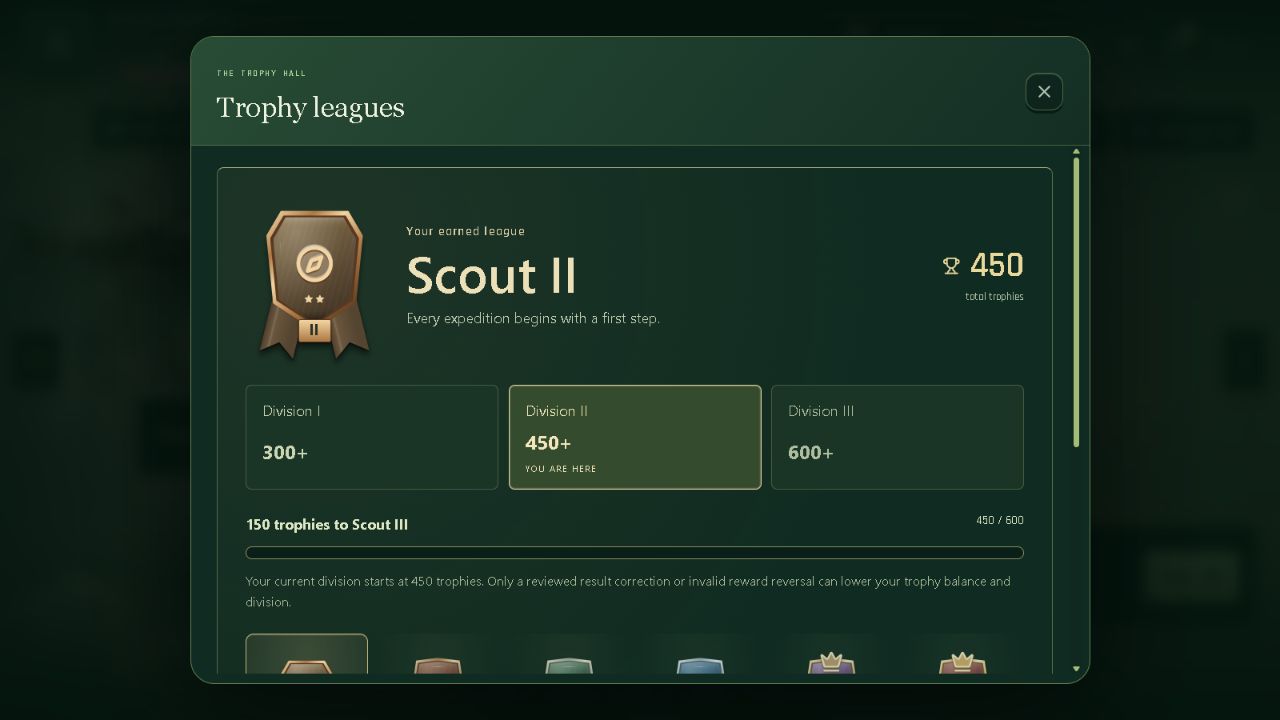 THE TROPHY HALL
Trophy leagues
Your earned league
Scout II
Every expedition begins with a first step.
450
total trophies
II
Division I
300+
Division II
450+
YOU ARE HERE
Division III
600+
150 trophies to Scout III
450 / 600
Your current division starts at 450 trophies. Only a reviewed result correction or invalid reward reversal can lower your trophy balance and
division.